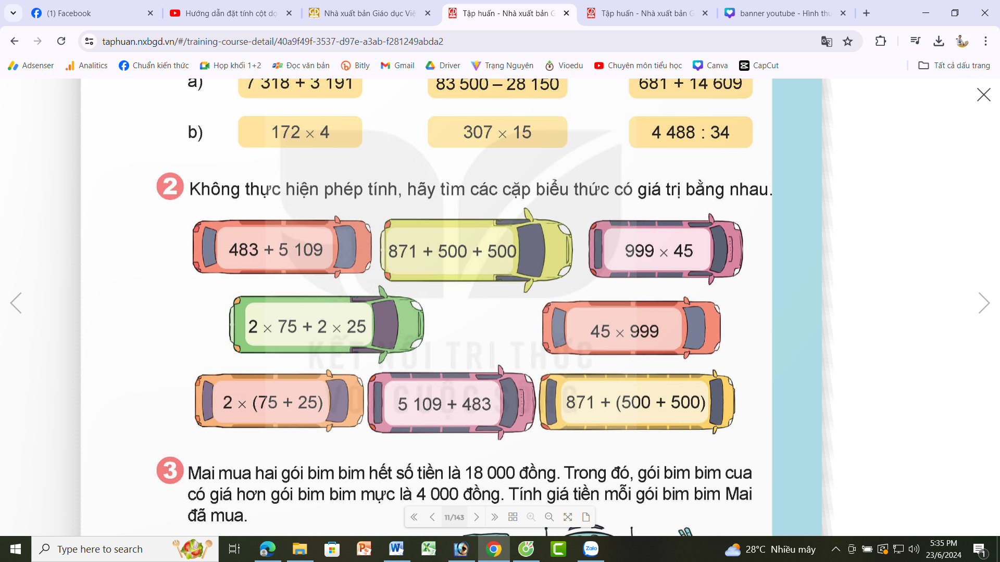 (1) Facebook
Hướng dẫn đặt tính cột dọ
Nhà xuất bản Giáo dục Việ
Tập huấn - Nhà xuất bản G
Tập huấn - Nhà xuất bản G
banner youtube - Hình thu
taphuan.nxbgd.vn/#/training-course-detail/40a9f49f-3537-d97e-a3ab-f281249abda2
Adsenser Analitics Chuẩn kiến thức Họp khối 1+2 Đọc văn bản Bitly Gmail Driver Trạng Nguyên Vioedu Chuyên môn tiểu học Canva CapCut Tất cả dấu trang
a) 7 318 + 3 191 83 500 – 28 150 681 + 14 609
b) 172 × 4 307 × 15 4 488 : 34
2 Không thực hiện phép tính, hãy tìm các cặp biểu thức có giá trị bằng nhau.
483 + 5 109 871 + 500 + 500 999 × 45
2 × 75 + 2 × 25 45 × 999
KẾT NỐI TRI THỨC
VỚI CUỘC SỐNG
2 × (75 + 25) 5 109 + 483 871 + (500 + 500)
3 Mai mua hai gói bim bim hết số tiền là 18 000 đồng. Trong đó, gói bim bim cua
có giá hơn gói bim bim mực là 4 000 đồng. Tính giá tiền mỗi gói bim bim Mai
đã mua.
11/143
Type here to search
Zalo
28°C Nhiều mây
5:35 PM
23/6/2024
1